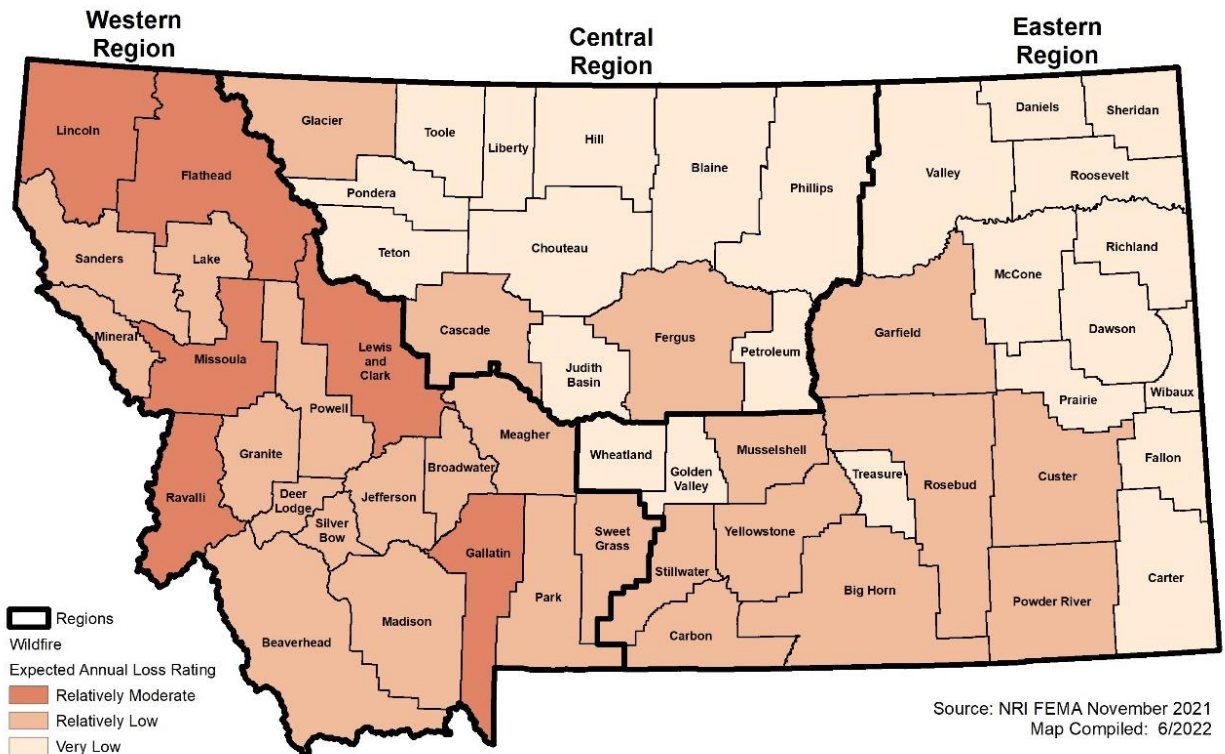 Western
Region
Central
Region
Eastern
Region
Lincoln
Flathead
Glacier
Toole
Liberty
Hill
Blaine
Phillips
Valley
Daniels
Sheridan
Roosevelt
Pondera
Teton
Chouteau
Sanders
Lake
McCone
Richland
Mineral
Missoula
Lewis
and
Clark
Cascade
Judith
Basin
Fergus
Petroleum
Garfield
Dawson
Wibaux
Prairie
Powell
Granite
Ravalli
Deer
Lodge
Silver
Bow
Jefferson
Broadwater
Meagher
Wheatland
Golden
Valley
Musselshell
Treasure
Rosebud
Custer
Fallon
Gallatin
Park
Sweet
Grass
Stillwater
Yellowstone
Big Horn
Powder River
Carter
Beaverhead
Madison
Carbon
Regions
Wildfire
Expected Annual Loss Rating
Relatively Moderate
Relatively Low
Very Low
Source: NRI FEMA November 2021
Map Compiled: 6/2022